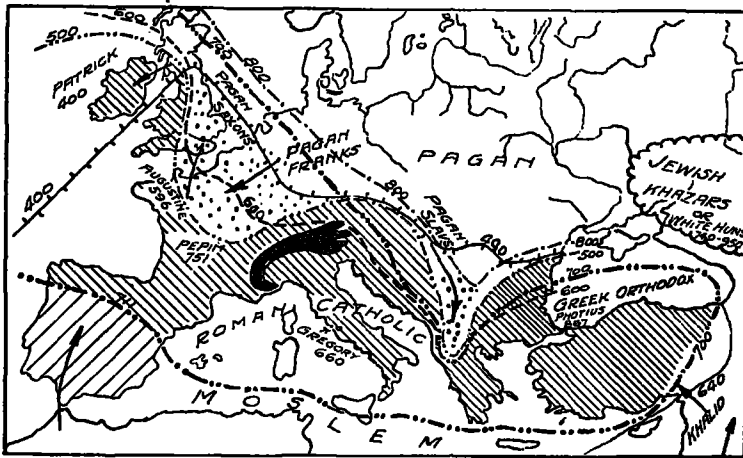 500
600
800
PATRICK
400
PAGAN
SAXONS
PAGAN
FRANKS
PAGAN
400
AUGUSTINE
596
600
PEPIN
751
800
PAGAN
SLAVS
400
JEWISH
KHAZARS
OR
WHITE HUNS
800
500
700
600
GREEK ORTHODOX
PHOTIUS
ROMAN CATHOLIC
GREGORY
660
MOSLEM
700
640
KHALID